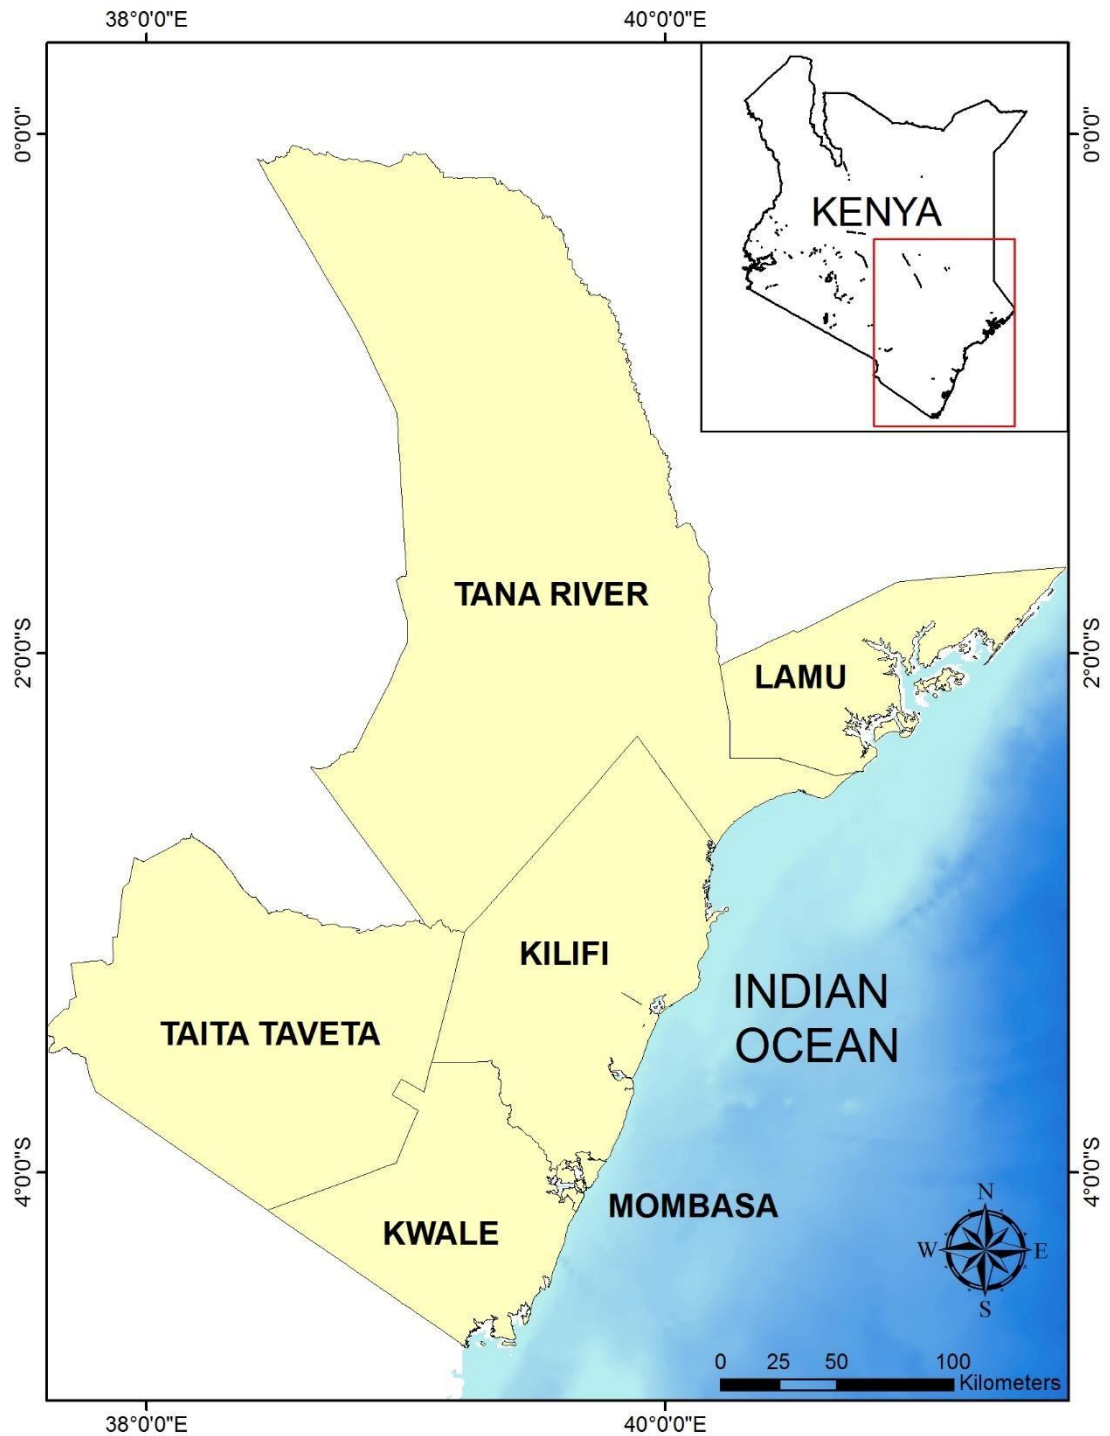 38°0'0"E 40°0'0"E
0°0'0"
0°0'0"
KENYA
TANA RIVER
LAMU
2°0'0"S
2°0'0"S
KILIFI
INDIAN
OCEAN
TAITA TAVETA
4°0'0"S
4°0'0"S
MOMBASA
KWALE
N
W E
S
0 25 50 100
Kilometers
38°0'0"E 40°0'0"E